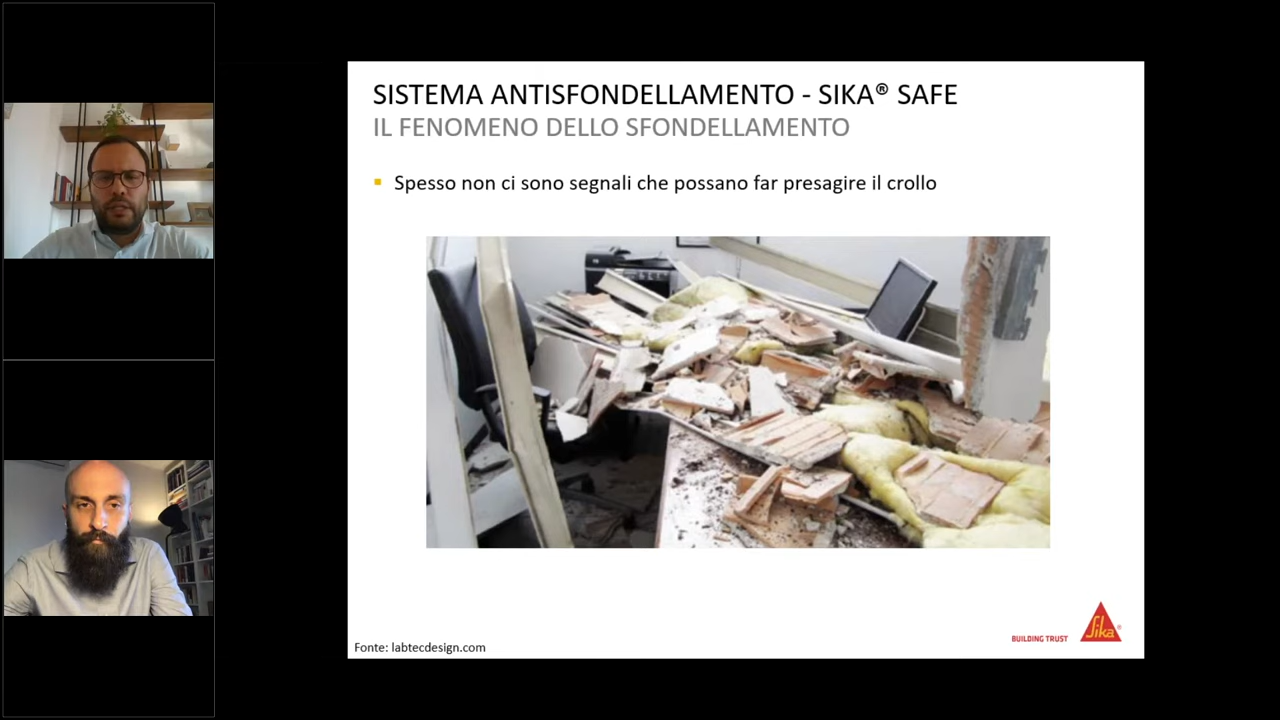 SISTEMA ANTISFONDELLAMENTO - SIKA® SAFE
IL FENOMENO DELLO SFONDELLAMENTO
Spesso non ci sono segnali che possano far presagire il crollo
BUILDING TRUST
Sika®
Fonte: labtecdesign.com